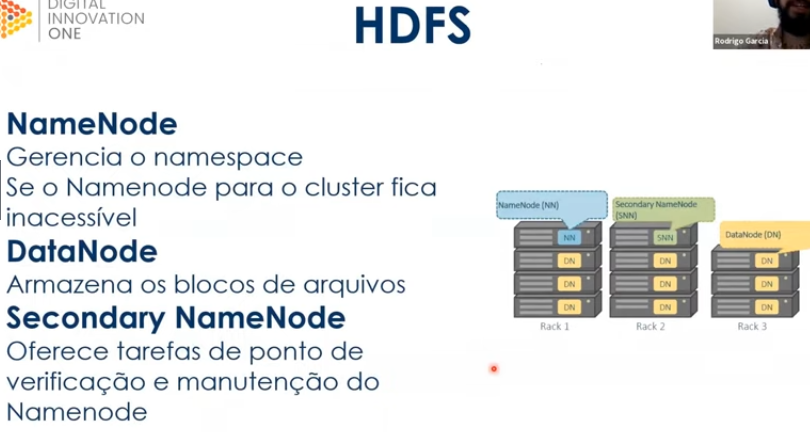 DIGITAL
INNOVATION
ONE
HDFS
Rodrigo Garcia
NameNode
Gerencia o namespace
Se o Namenode para o cluster fica
inacessível
DataNode
Armazena os blocos de arquivos
Secondary NameNode
Oferece tarefas de ponto de
verificação e manutenção do
Namenode
NameNode (NN)
Secondary NameNode
(SNN)
DataNode (DN)
NN
DN
DN
DN
Rack 1
SNN
DN
DN
DN
Rack 2
DN
DN
DN
Rack 3